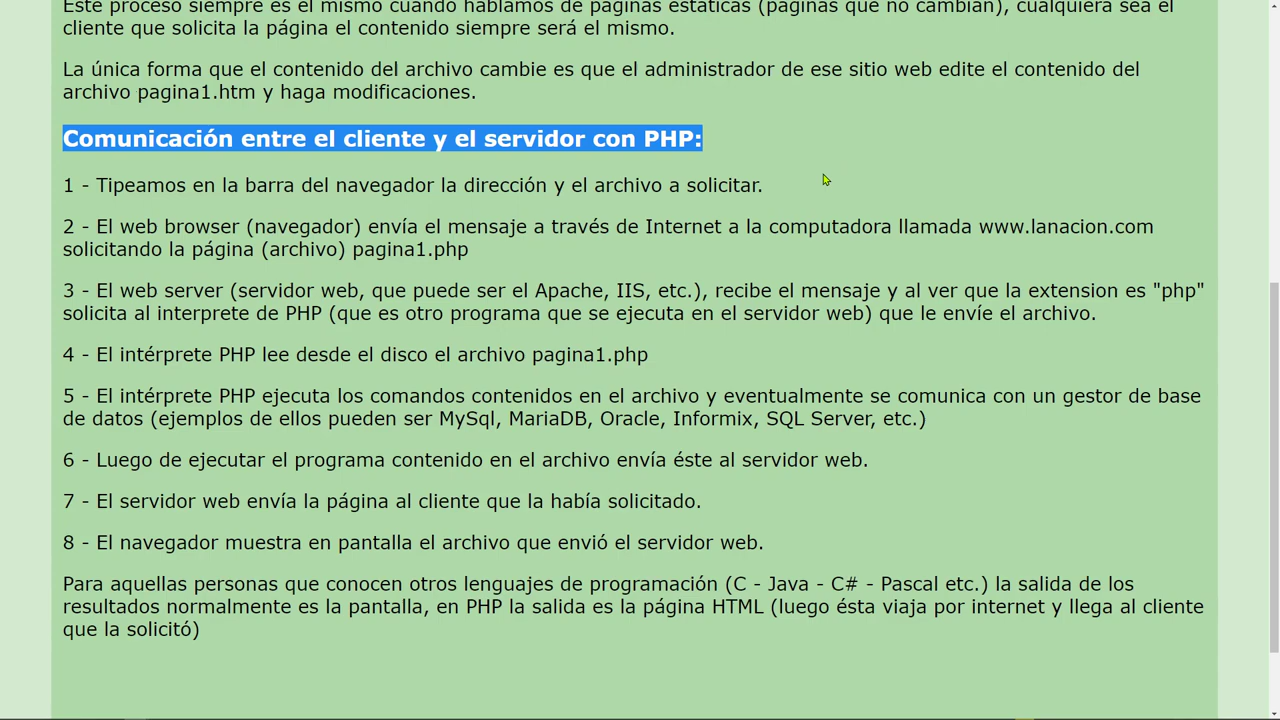 Este proceso siempre es el mismo cuando hablamos de páginas estáticas (páginas que no cambian), cualquiera sea el
cliente que solicita la página el contenido siempre será el mismo.
La única forma que el contenido del archivo cambie es que el administrador de ese sitio web edite el contenido del
archivo pagina1.htm y haga modificaciones.
Comunicación entre el cliente y el servidor con PHP:
1 - Tipeamos en la barra del navegador la dirección y el archivo a solicitar.
2 - El web browser (navegador) envía el mensaje a través de Internet a la computadora llamada www.lanacion.com
solicitando la página (archivo) pagina1.php
3 - El web server (servidor web, que puede ser el Apache, IIS, etc.), recibe el mensaje y al ver que la extension es "php"
solicita al interprete de PHP (que es otro programa que se ejecuta en el servidor web) que le envíe el archivo.
4 - El intérprete PHP lee desde el disco el archivo pagina1.php
5 - El intérprete PHP ejecuta los comandos contenidos en el archivo y eventualmente se comunica con un gestor de base
de datos (ejemplos de ellos pueden ser MySql, MariaDB, Oracle, Informix, SQL Server, etc.)
6 - Luego de ejecutar el programa contenido en el archivo envía éste al servidor web.
7 - El servidor web envía la página al cliente que la había solicitado.
8 - El navegador muestra en pantalla el archivo que envió el servidor web.
Para aquellas personas que conocen otros lenguajes de programación (C - Java - C# - Pascal etc.) la salida de los
resultados normalmente es la pantalla, en PHP la salida es la página HTML (luego ésta viaja por internet y llega al cliente
que la solicitó)